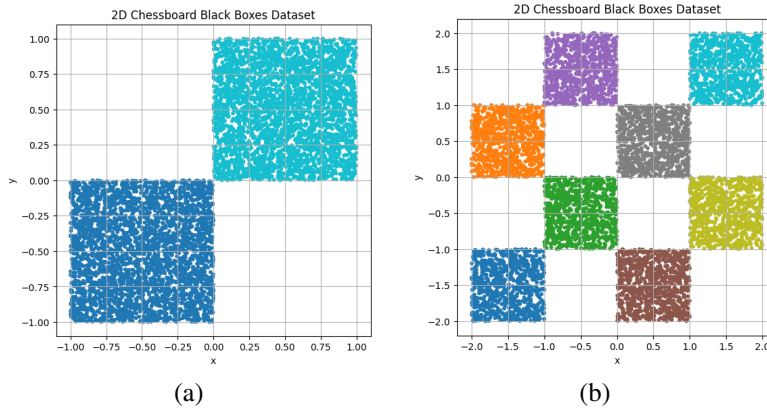 2D Chessboard Black Boxes Dataset
1.00
0.75
0.50
0.25
y
0.00
−0.25
−0.50
−0.75
−1.00
−1.00 −0.75 −0.50 −0.25 0.00 0.25 0.50 0.75 1.00
x
(a)
2D Chessboard Black Boxes Dataset
2.0
1.5
1.0
0.5
y
0.0
−0.5
−1.0
−1.5
−2.0
−2.0 −1.5 −1.0 −0.5 0.0 0.5 1.0 1.5 2.0
x
(b)